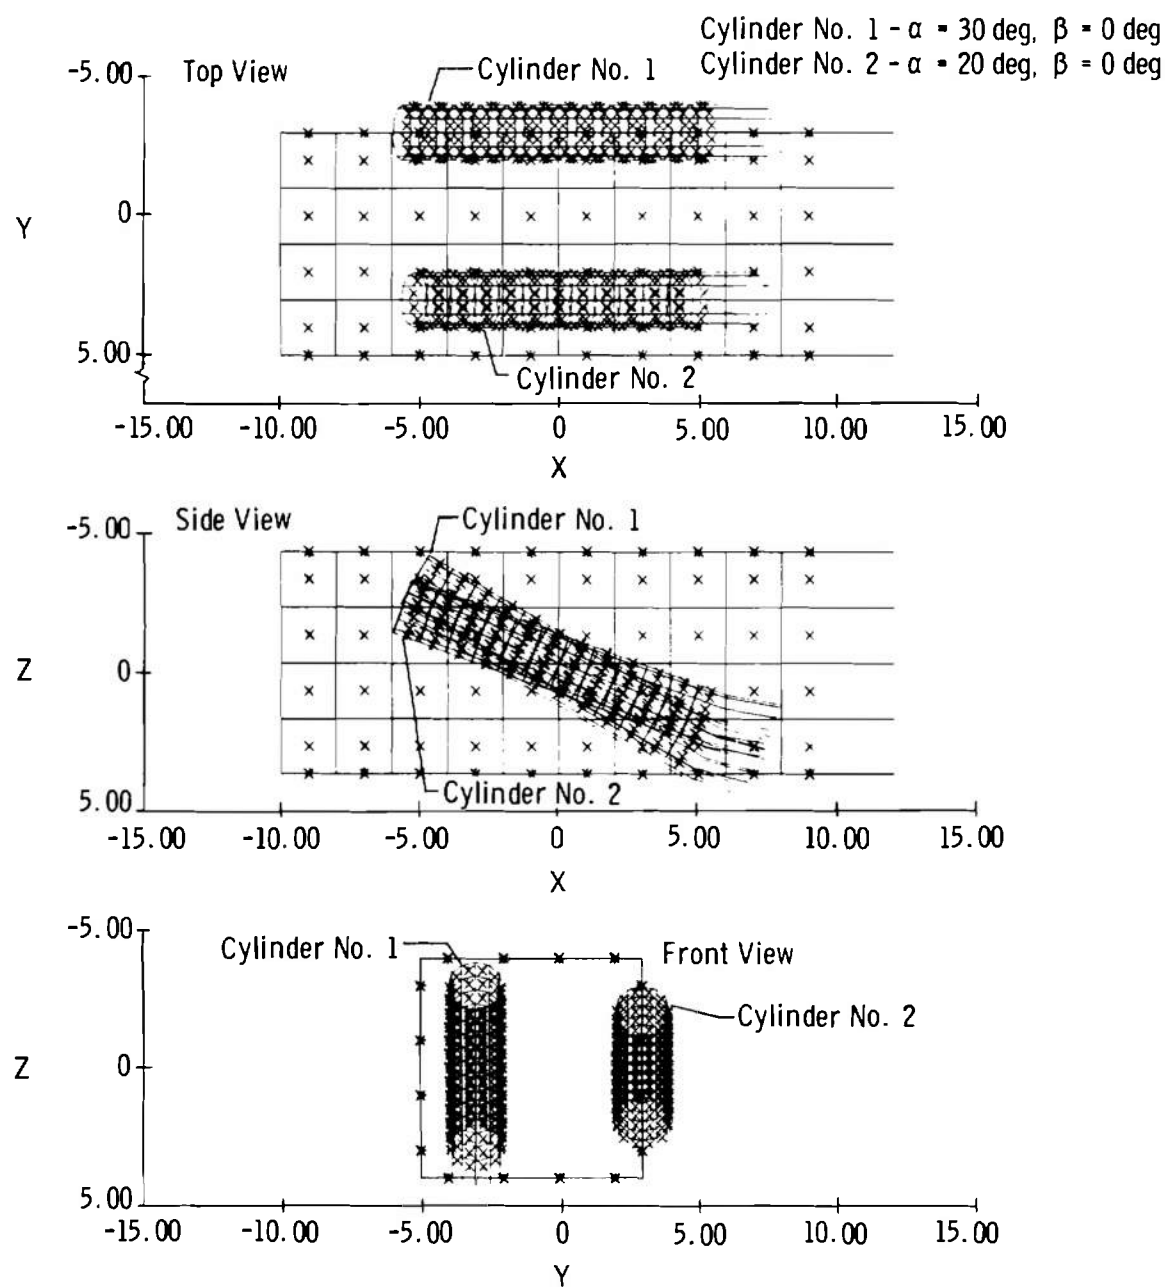 Cylinder No. 1 - α = 30 deg, β = 0 deg
Cylinder No. 2 - α = 20 deg, β = 0 deg
-5.00
Top View
Cylinder No. 1
Y
0
5.00
Cylinder No. 2
-15.00 -10.00 -5.00 0 5.00 10.00 15.00
X
-5.00
Side View
Cylinder No. 1
Z
0
5.00
Cylinder No. 2
-15.00 -10.00 -5.00 0 5.00 10.00 15.00
X
-5.00
Cylinder No. 1
Front View
Cylinder No. 2
Z
0
5.00
-15.00 -10.00 -5.00 0 5.00 10.00 15.00
Y